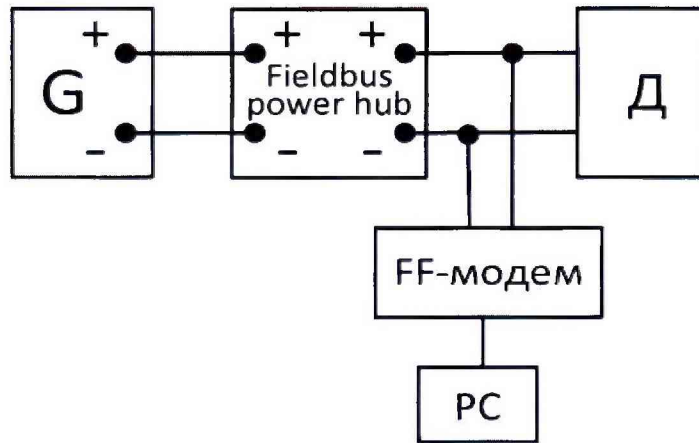 G
+
-
+ +
Fieldbus
power hub
- -
Д
FF-модем
PC